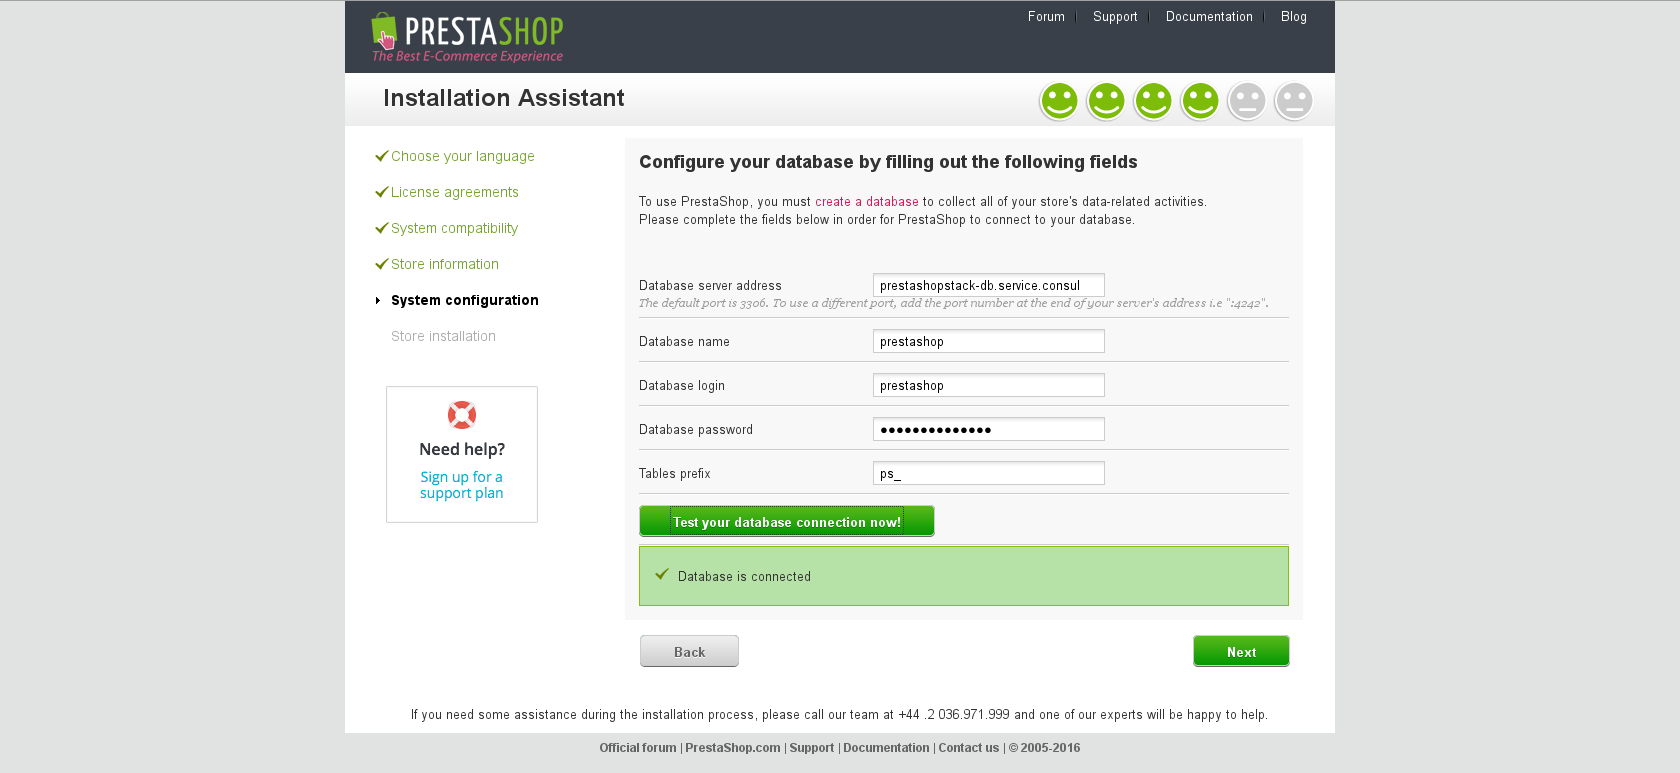 PRESTASHOP
The Best E-Commerce Experience
Forum
Support
Documentation
Blog
Installation Assistant
Choose your language
License agreements
System compatibility
Store information
System configuration
Store installation
Need help?
Sign up for a
support plan
Configure your database by filling out the following fields
To use PrestaShop, you must create a database to collect all of your store's data-related activities.
Please complete the fields below in order for PrestaShop to connect to your database.
Database server address prestashopstack-db.service.consul
The default port is 3306. To use a different port, add the port number at the end of your server's address i.e ":4242".
Database name prestashop
Database login prestashop
Database password ●●●●●●●●●●●●●●
Tables prefix ps_
Test your database connection now!
Database is connected
Back
Next
If you need some assistance during the installation process, please call our team at +44 .2 036.971.999 and one of our experts will be happy to help.
Official forum | PrestaShop.com | Support | Documentation | Contact us | © 2005-2016